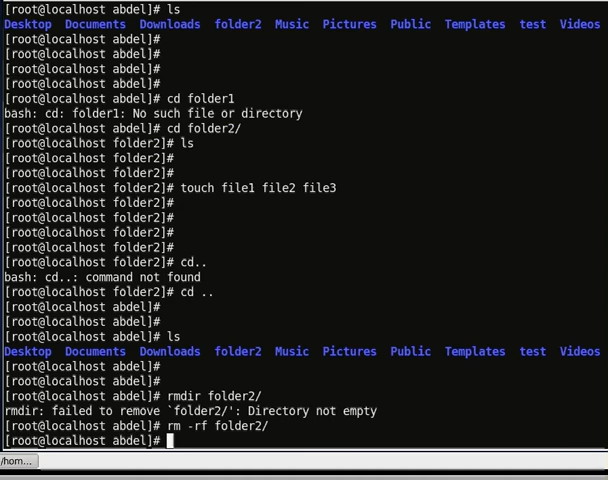 [root@localhost abdel]# ls
Desktop  Documents  Downloads  folder2  Music  Pictures  Public  Templates  test  Videos
[root@localhost abdel]#
[root@localhost abdel]#
[root@localhost abdel]#
[root@localhost abdel]#
[root@localhost abdel]# cd folder1
bash: cd: folder1: No such file or directory
[root@localhost abdel]# cd folder2/
[root@localhost folder2]# ls
[root@localhost folder2]#
[root@localhost folder2]#
[root@localhost folder2]# touch file1 file2 file3
[root@localhost folder2]#
[root@localhost folder2]#
[root@localhost folder2]#
[root@localhost folder2]#
[root@localhost folder2]# cd..
bash: cd..: command not found
[root@localhost folder2]# cd ..
[root@localhost abdel]#
[root@localhost abdel]#
[root@localhost abdel]# ls
Desktop  Documents  Downloads  folder2  Music  Pictures  Public  Templates  test  Videos
[root@localhost abdel]#
[root@localhost abdel]#
[root@localhost abdel]# rmdir folder2/
rmdir: failed to remove `folder2/': Directory not empty
[root@localhost abdel]# rm -rf folder2/
[root@localhost abdel]#
/hom...